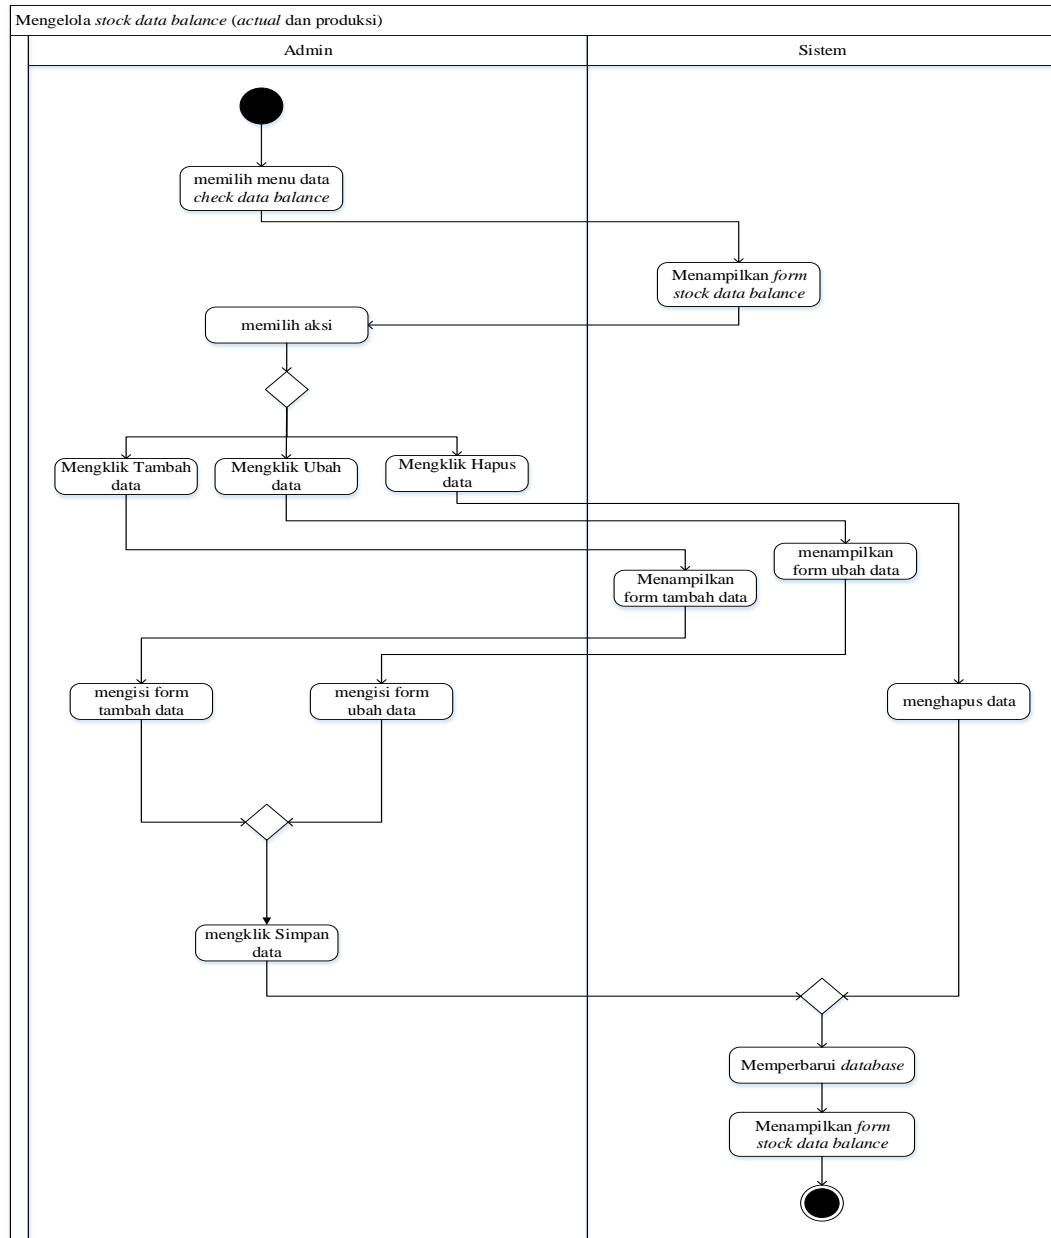 Mengelola stock data balance (actual dan produksi)
Admin
Sistem
memilih menu data
check data balance
Menampilkan form
stock data balance
memilih aksi
Mengklik Tambah
data
Mengklik Ubah
data
Mengklik Hapus
data
menampilkan
form ubah data
Menampilkan
form tambah data
mengisi form
tambah data
mengisi form
ubah data
menghapus data
mengklik Simpan
data
Memperbarui database
Menampilkan form
stock data balance